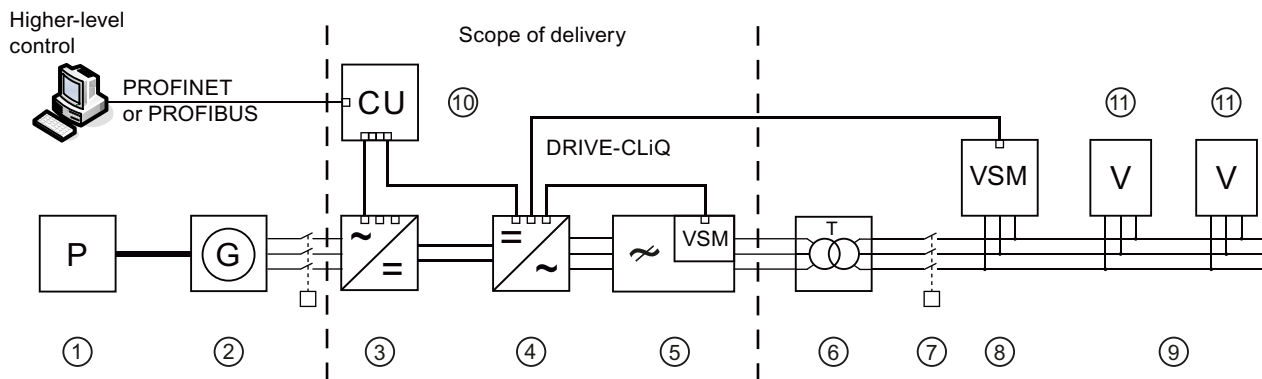 Higher-level
control
Scope of delivery
PROFINET
or PROFIBUS
CU
⑩
DRIVE-CLiQ
VSM
⑪
V
⑪
V
P
G
~
=
=
~
≁
VSM
T
①
②
③
④
⑤
⑥
⑦
⑧
⑨